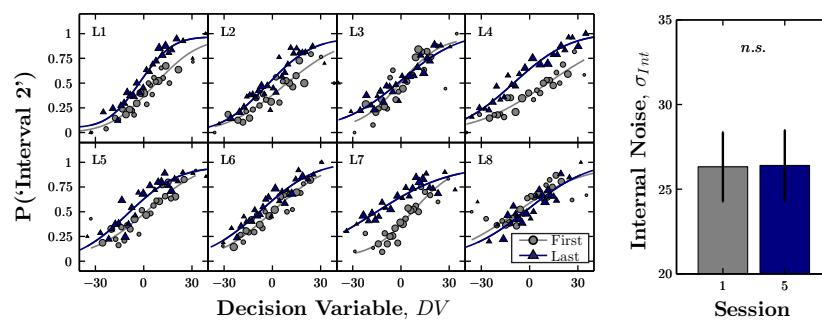 L1
L2
L3
L4
1
0.75
0.5
0.25
0
L5
L6
L7
L8
1
0.75
0.5
0.25
0
P(‘Interval 2’)
First
Last
−30 0 30 −30 0 30 −30 0 30 −30 0 30
Decision Variable, DV
Internal Noise, σInt
35
30
25
20
n.s.
1 5
Session